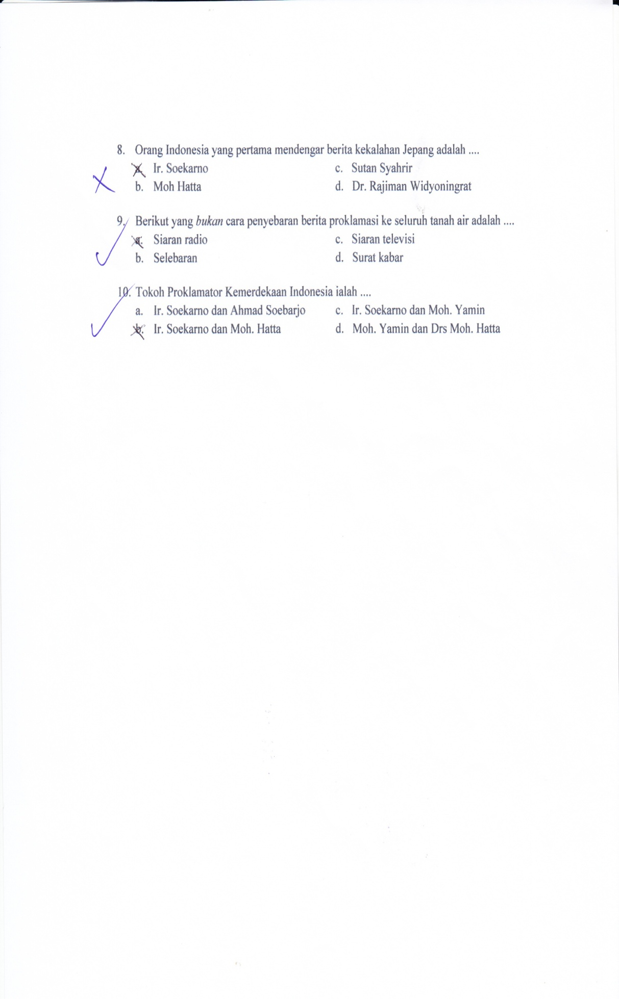 8. Orang Indonesia yang pertama mendengar berita kekalahan Jepang adalah ....
a. Ir. Soekarno c. Sutan Syahrir
b. Moh Hatta d. Dr. Rajiman Widyoningrat
9. Berikut yang bukan cara penyebaran berita proklamasi ke seluruh tanah air adalah ....
a. Siaran radio c. Siaran televisi
b. Selebaran d. Surat kabar
10. Tokoh Proklamator Kemerdekaan Indonesia ialah ....
a. Ir. Soekarno dan Ahmad Soebarjo c. Ir. Soekarno dan Moh. Yamin
b. Ir. Soekarno dan Moh. Hatta d. Moh. Yamin dan Drs Moh. Hatta